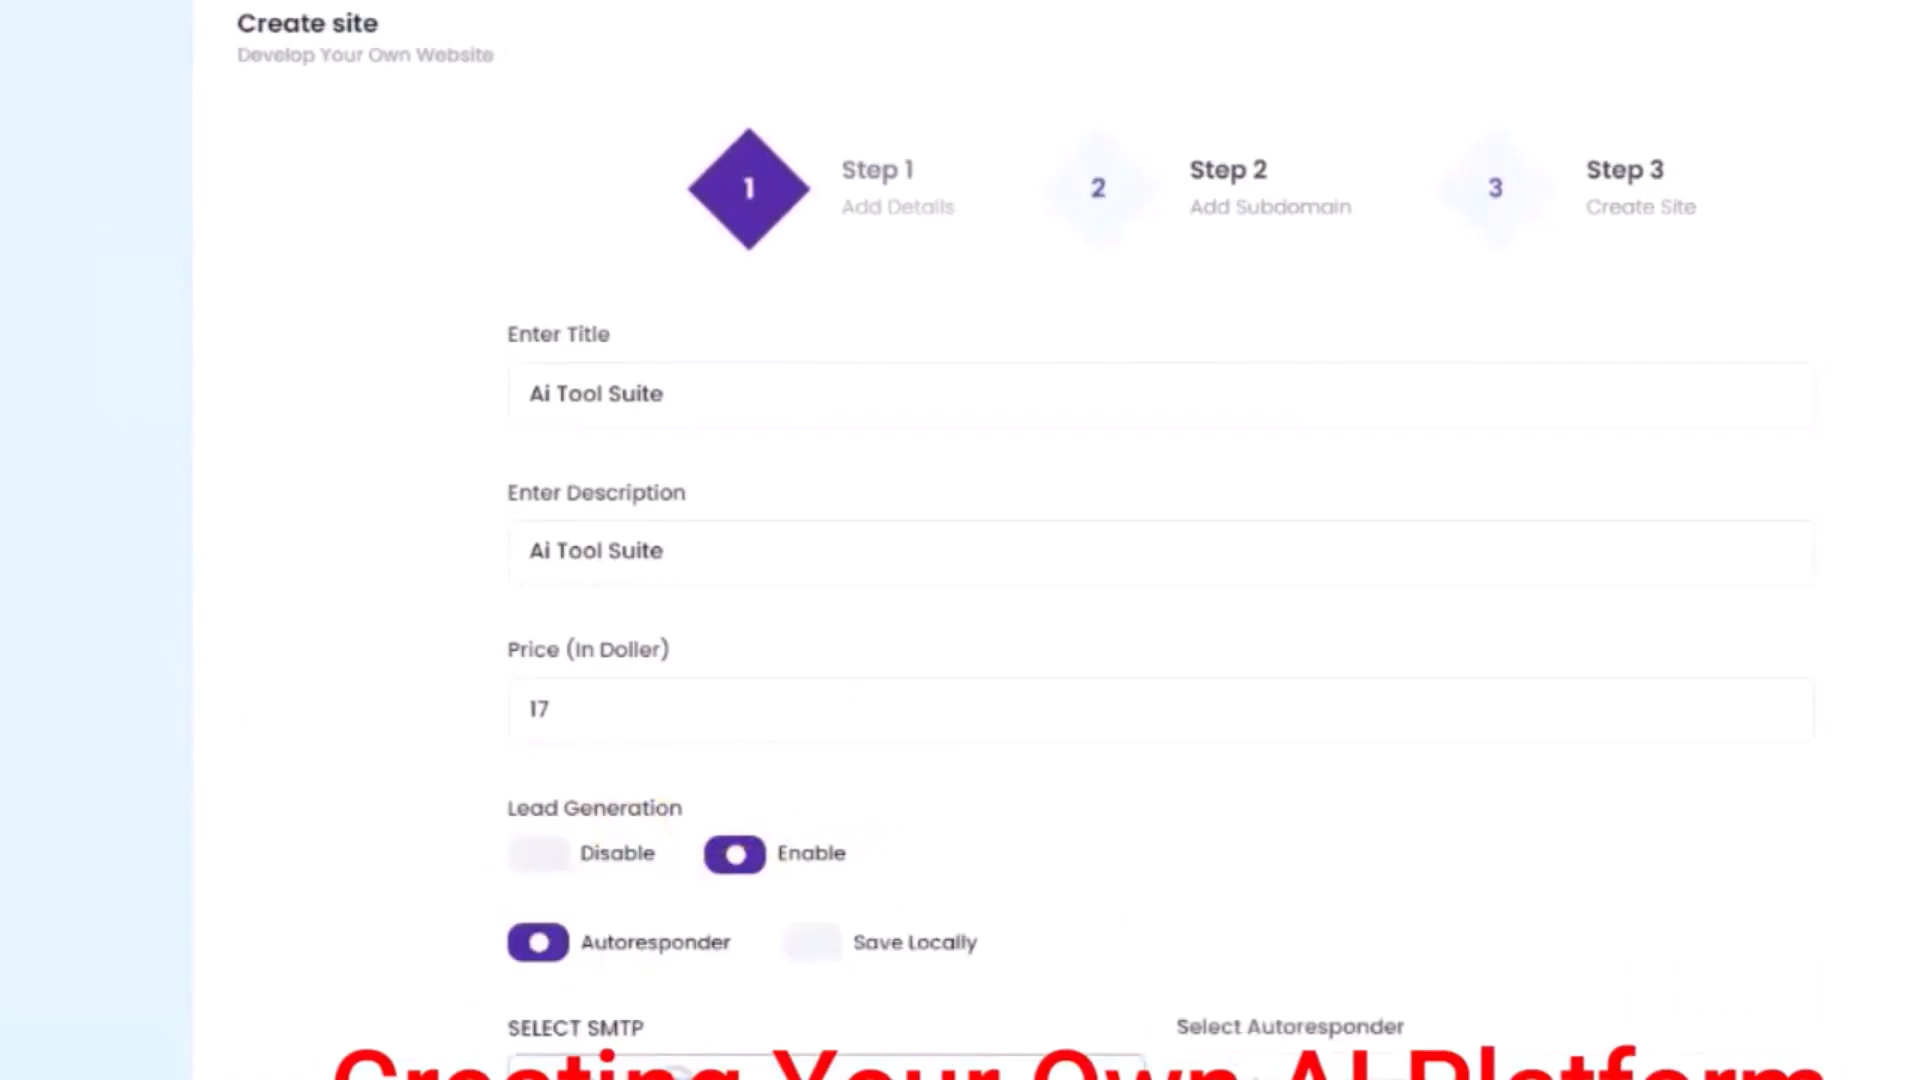 Create site
Develop Your Own Website
1
Step 1
Add Details
2
Step 2
Add Subdomain
3
Step 3
Create Site
Enter Title
Ai Tool Suite
Enter Description
Ai Tool Suite
Price (In Doller)
17
Lead Generation
Disable
Enable
Autoresponder
Save Locally
SELECT SMTP
Select Autoresponder
Creating Your Own AI Platform